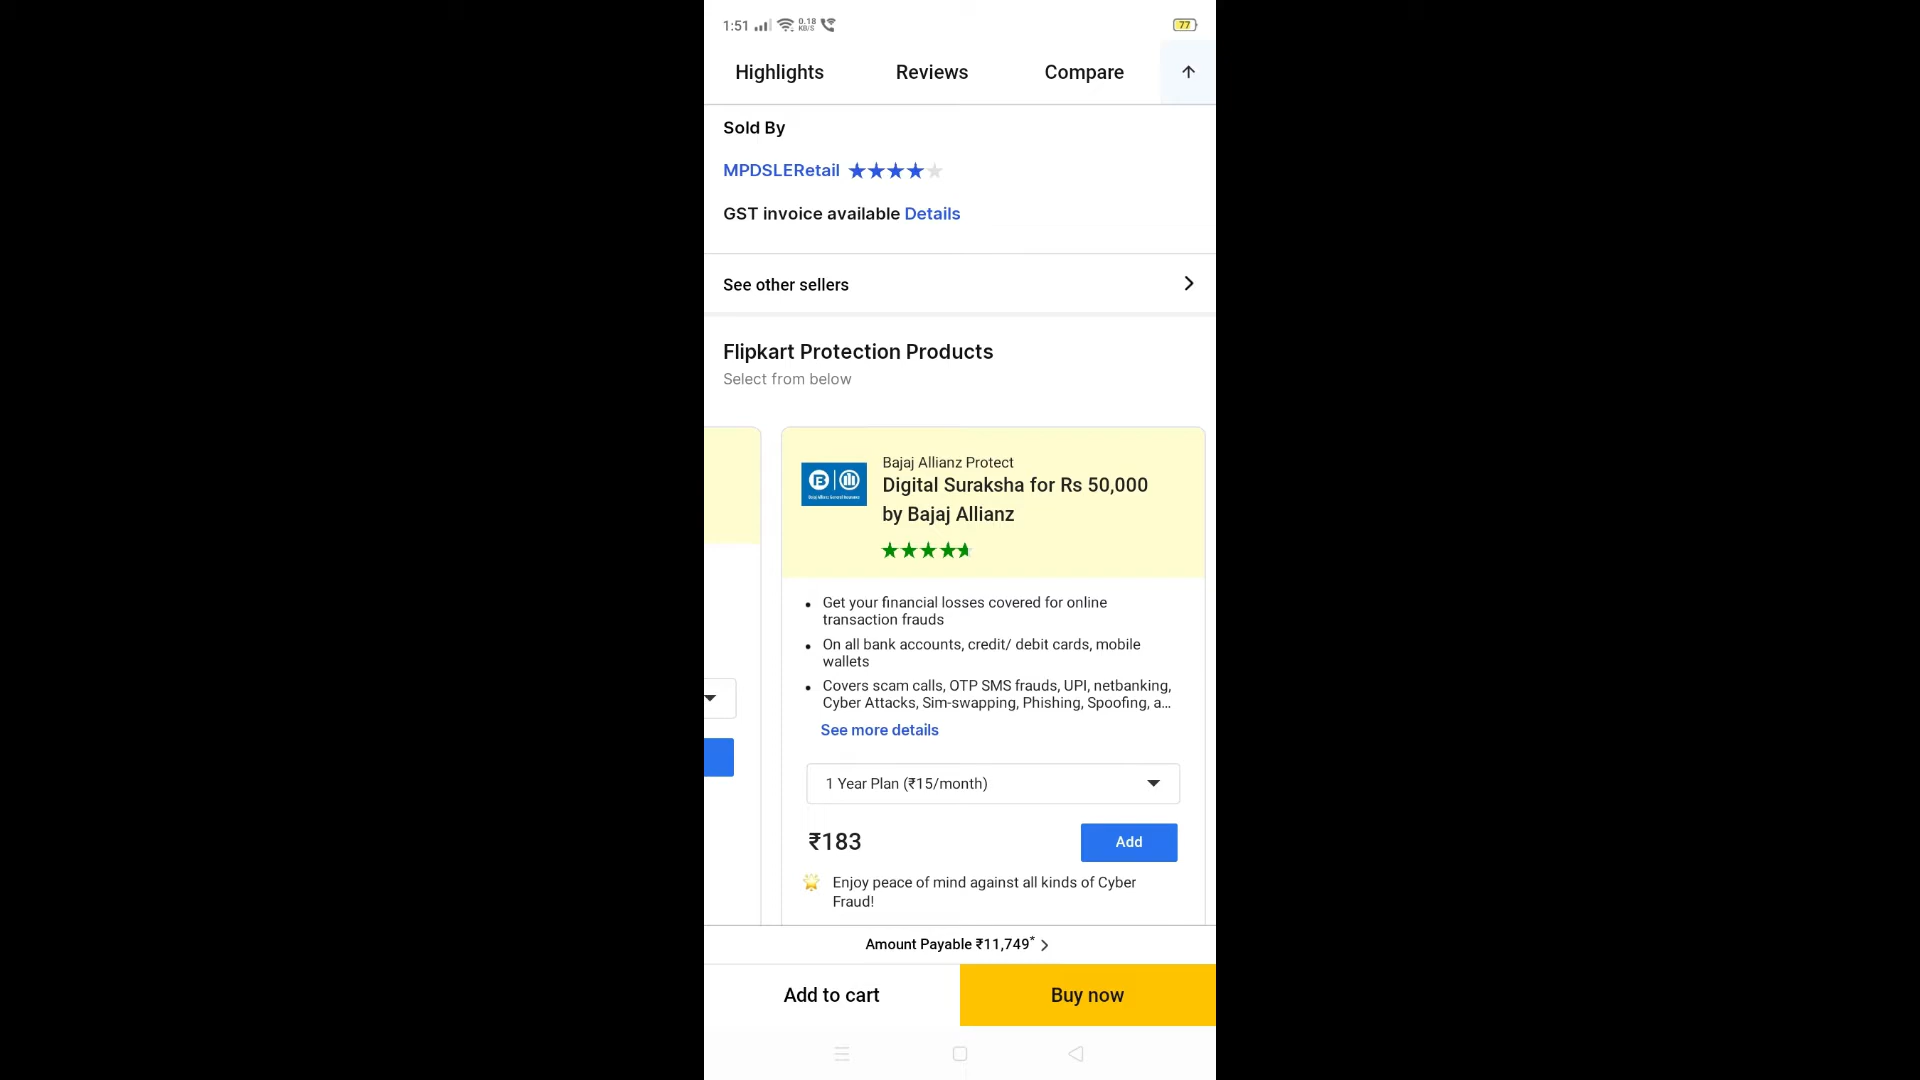 1:51 0.18 KB/S 77
Highlights Reviews Compare
Sold By
MPDSLERetail
GST invoice available Details
See other sellers
Flipkart Protection Products
Select from below
Bajaj Allianz Protect
Digital Suraksha for Rs 50,000
by Bajaj Allianz
• Get your financial losses covered for online
transaction frauds
• On all bank accounts, credit/ debit cards, mobile
wallets
• Covers scam calls, OTP SMS frauds, UPI, netbanking,
Cyber Attacks, Sim-swapping, Phishing, Spoofing, a...
See more details
1 Year Plan (₹15/month)
₹183 Add
Enjoy peace of mind against all kinds of Cyber
Fraud!
Amount Payable ₹11,749*
Add to cart Buy now